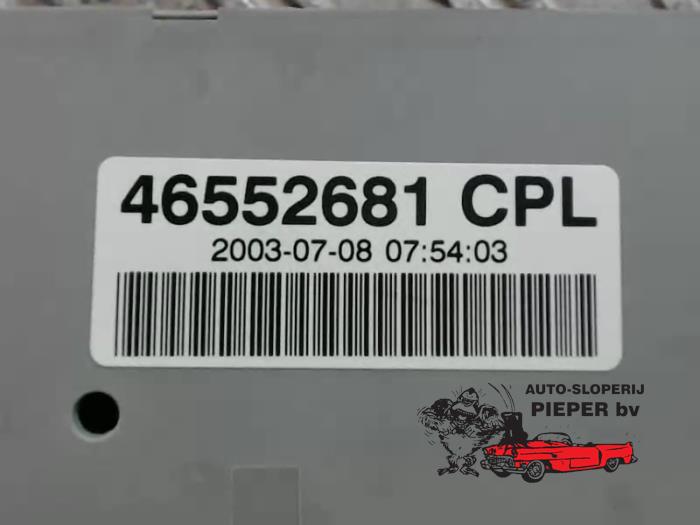 46552681 CPL
2003-07-08 07:54:03
AUTO-SLOPERIJ
PIEPER bv